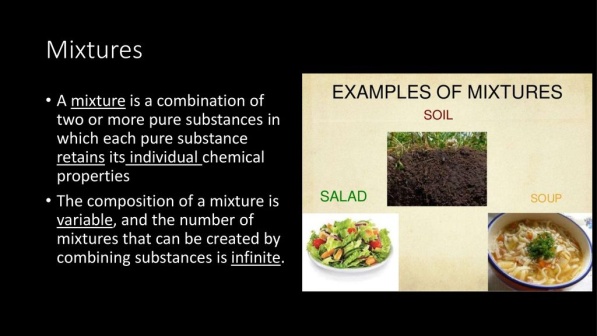 Mixtures
• A mixture is a combination of
two or more pure substances in
which each pure substance
retains its individual chemical
properties
• The composition of a mixture is
variable, and the number of
mixtures that can be created by
combining substances is infinite.
EXAMPLES OF MIXTURES
SOIL
SALAD
SOUP